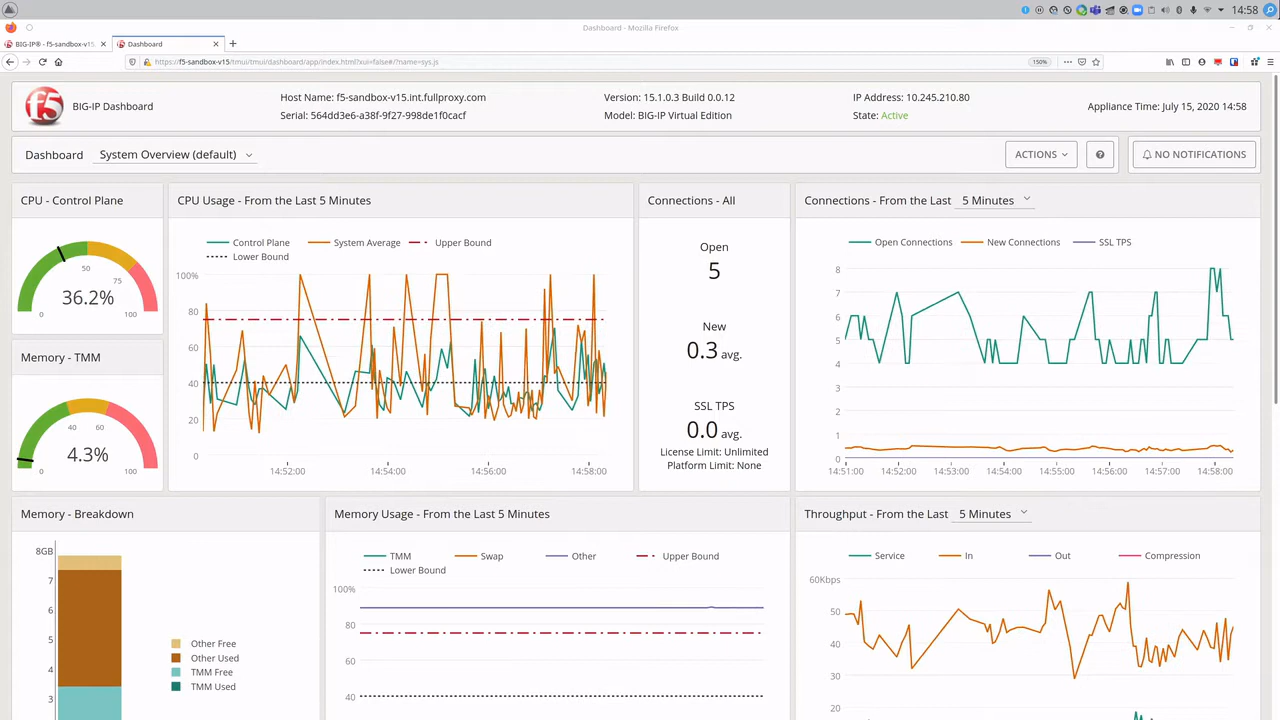 14:58
Dashboard - Mozilla Firefox
BIG-IP® - f5-sandbox-v15.
Dashboard
https://f5-sandbox-v15/tmui/tmui/dashboard/app/index.html?xui=false#/?name=sys.js
150%
f5
BIG-IP Dashboard
Host Name: f5-sandbox-v15.int.fullproxy.com
Serial: 564dd3e6-a38f-9f27-998de1f0cacf
Version: 15.1.0.3 Build 0.0.12
Model: BIG-IP Virtual Edition
IP Address: 10.245.210.80
State: Active
Appliance Time: July 15, 2020 14:58
Dashboard
System Overview (default)
ACTIONS
?
NO NOTIFICATIONS
CPU - Control Plane
50
75
36.2%
0
100
Memory - TMM
40
60
4.3%
0
100
CPU Usage - From the Last 5 Minutes
Control Plane
System Average
Upper Bound
Lower Bound
100%
80
60
40
20
0
14:52:00
14:54:00
14:56:00
14:58:00
Connections - All
Open
5
New
0.3 avg.
SSL TPS
0.0 avg.
License Limit: Unlimited
Platform Limit: None
Connections - From the Last
5 Minutes
Open Connections
New Connections
SSL TPS
8
7
6
5
4
3
2
1
0
14:51:00
14:52:00
14:53:00
14:54:00
14:55:00
14:56:00
14:57:00
14:58:00
Memory - Breakdown
8GB
7
6
5
4
3
Other Free
Other Used
TMM Free
TMM Used
Memory Usage - From the Last 5 Minutes
TMM
Swap
Other
Upper Bound
Lower Bound
100%
80
60
40
Throughput - From the Last
5 Minutes
Service
In
Out
Compression
60Kbps
50
40
30
20